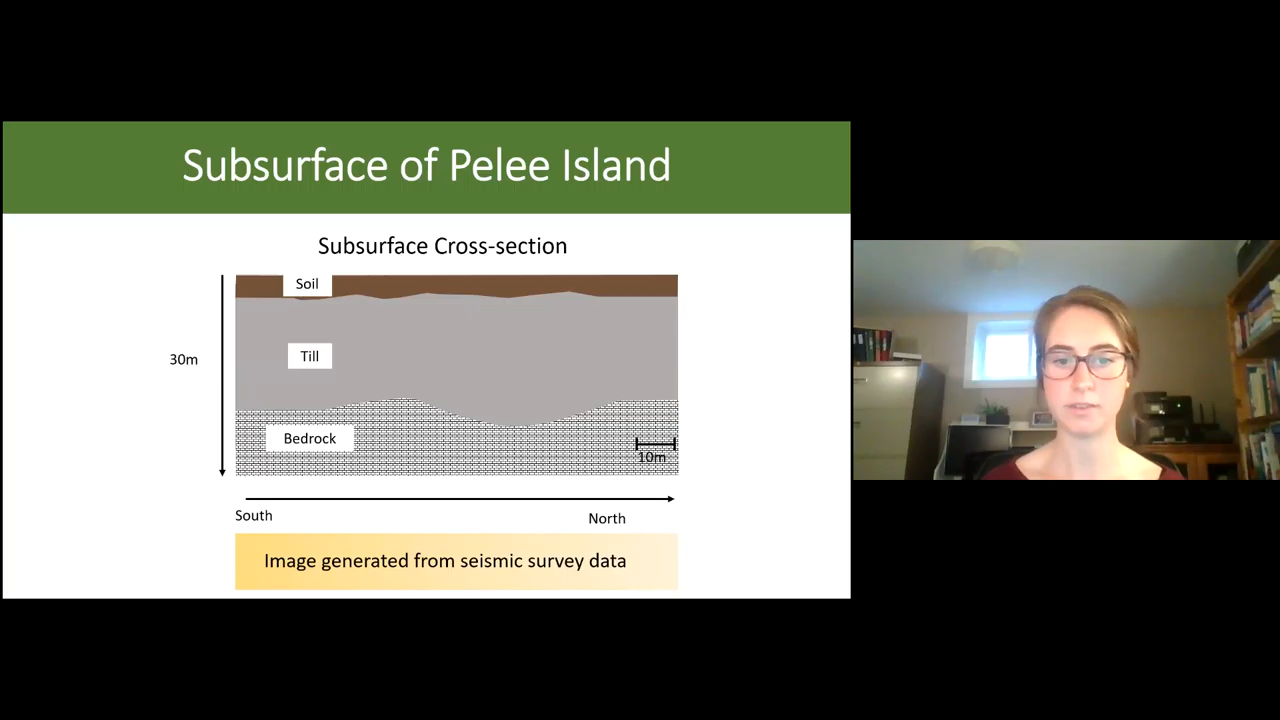 Subsurface of Pelee Island
Subsurface Cross-section
Soil
30m
Till
Bedrock
10m
South
North
Image generated from seismic survey data